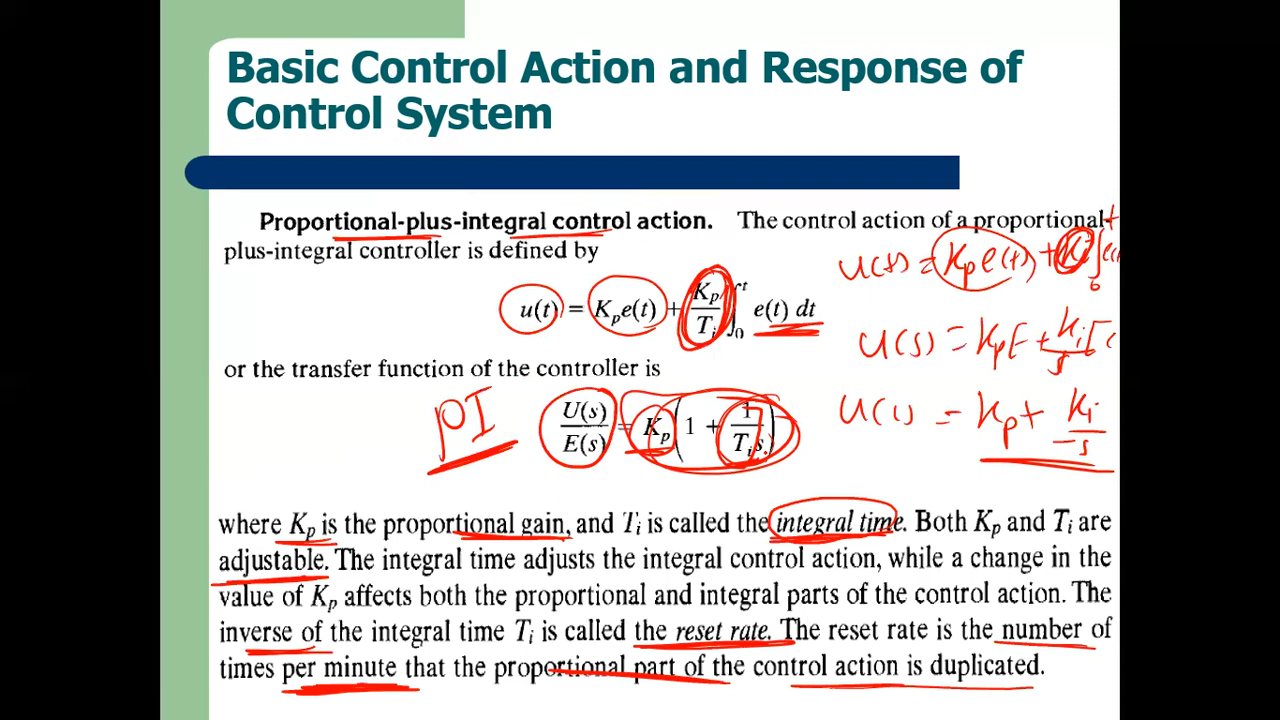 Basic Control Action and Response of
Control System
Proportional-plus-integral control action. The control action of a proportional-
plus-integral controller is defined by
u(t) = K_p e(t) + K_p/T_i ∫_0^t e(t) dt
u(t) = K_p e(t) + K_i ∫_0^t
or the transfer function of the controller is
U(s) = K_p E + K_i/s E
PI
U(s)/E(s) = K_p (1 + 1/(T_i s))
U(s) = K_p + K_i/s
where K_p is the proportional gain, and T_i is called the integral time. Both K_p and T_i are
adjustable. The integral time adjusts the integral control action, while a change in the
value of K_p affects both the proportional and integral parts of the control action. The
inverse of the integral time T_i is called the reset rate. The reset rate is the number of
times per minute that the proportional part of the control action is duplicated.